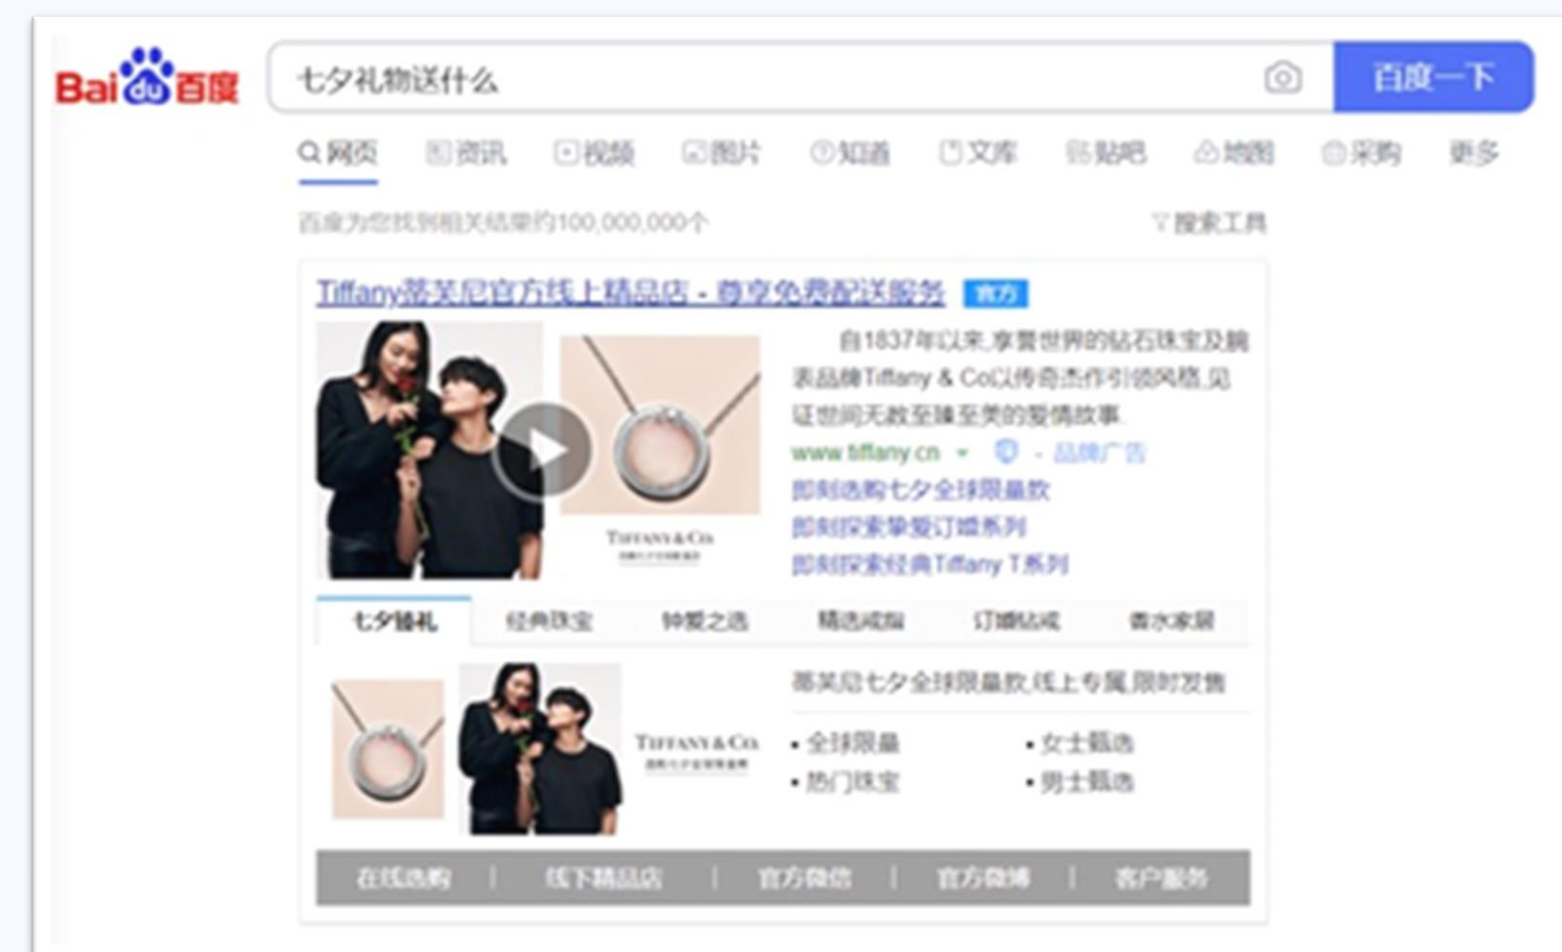 Bai du 百度
七夕礼物送什么
百度一下
网页 资讯 视频 图片 知道 文库 贴吧 地图 采购 更多
百度为您找到相关结果约100,000,000个
搜索工具
Tiffany蒂芙尼官方线上精品店 - 尊享免费配送服务 官方
自1837年以来,享誉世界的钻石珠宝及腕
表品牌Tiffany & Co以传奇杰作引领风格,见
证世间无数至臻至美的爱情故事.
www.tiffany.cn - 品牌广告
即刻选购七夕全球限量款
即刻探索挚爱订婚系列
即刻探索经典Tiffany T系列
TIFFANY & CO.
七夕臻礼 经典珠宝 钟爱之选 精选戒指 订婚钻戒 香水家居
蒂芙尼七夕全球限量款,线上专属,限时发售
TIFFANY & CO.
• 全球限量 • 女士甄选
• 热门珠宝 • 男士甄选
在线选购 | 线下精品店 | 官方微信 | 官方微博 | 客户服务